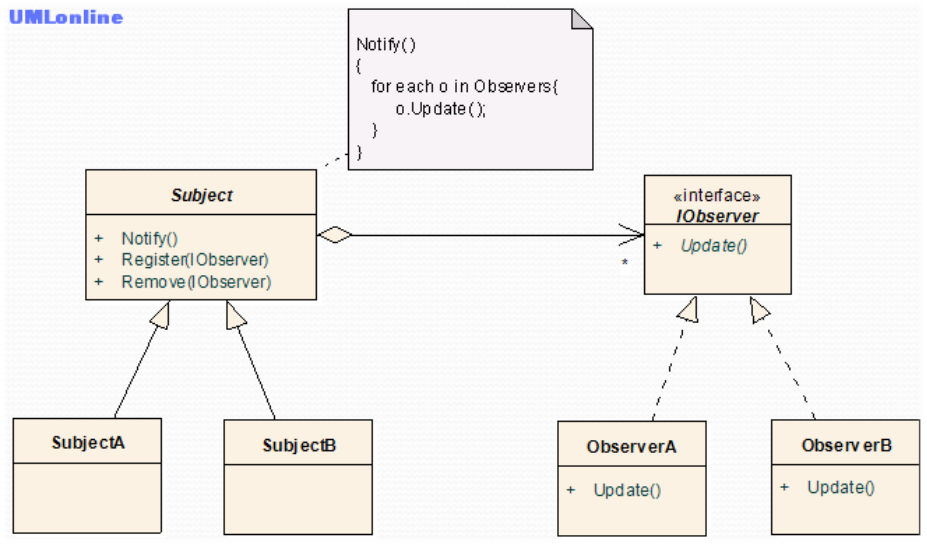 UMLonline
Notify()
{
for each o in Observers{
o.Update();
}
}
Subject
+ Notify()
+ Register(IObserver)
+ Remove(IObserver)
«interface»
IObserver
+ Update()
*
SubjectA
SubjectB
ObserverA
+ Update()
ObserverB
+ Update()